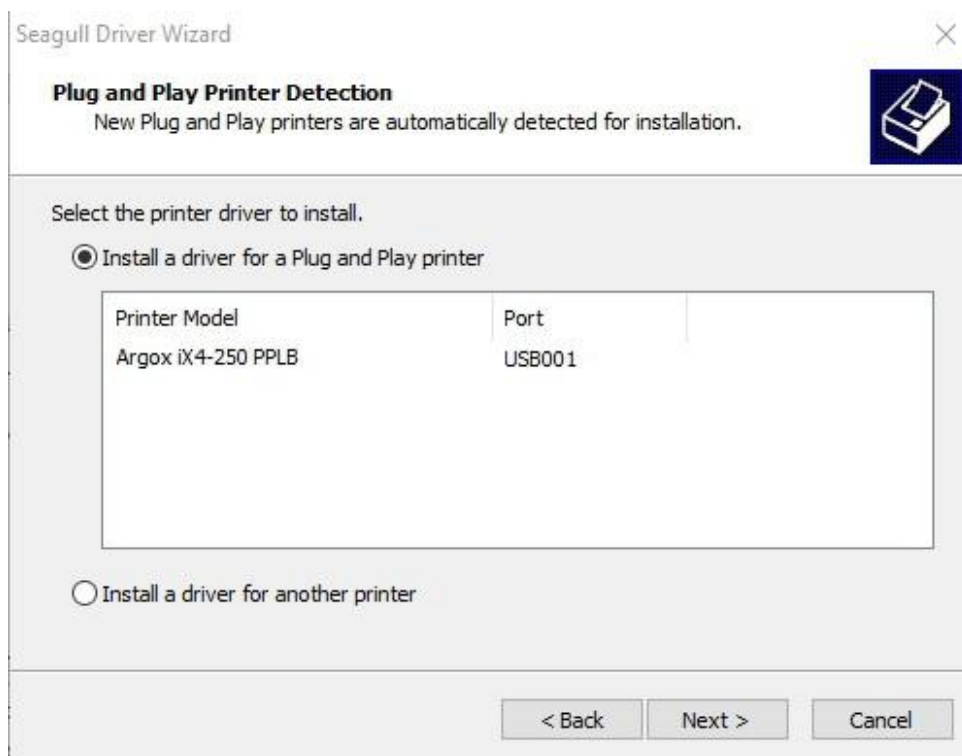 Seagull Driver Wizard
Plug and Play Printer Detection
New Plug and Play printers are automatically detected for installation.
Select the printer driver to install.
Install a driver for a Plug and Play printer
Printer Model Port
Argox iX4-250 PPLB USB001
Install a driver for another printer
< Back Next > Cancel